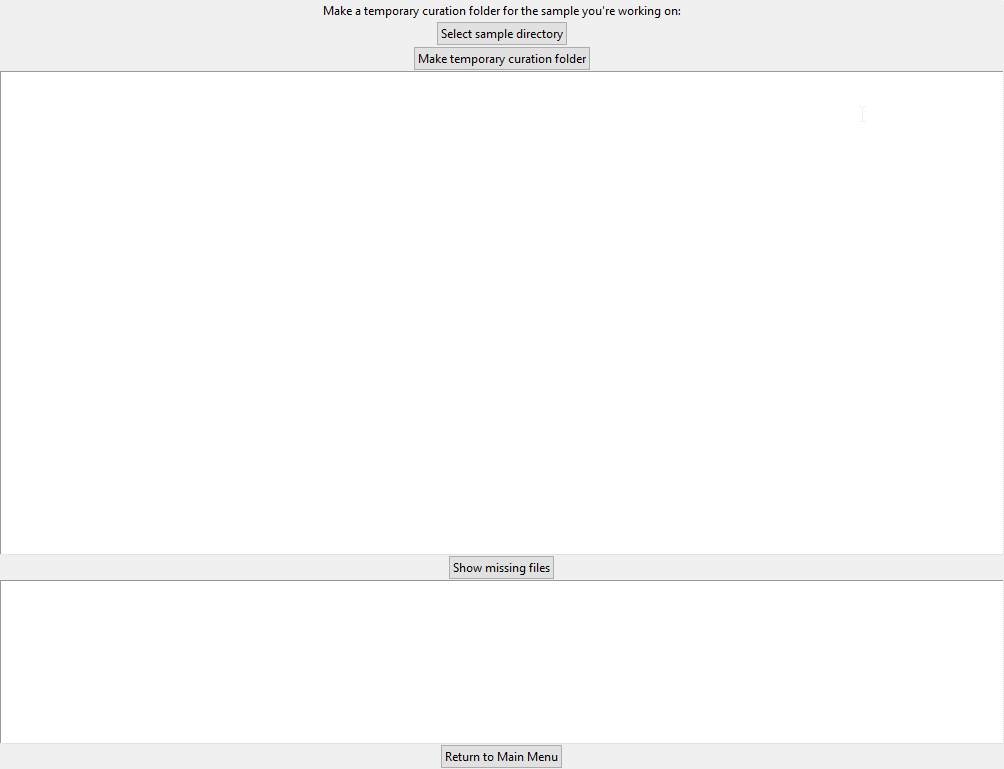 Make a temporary curation folder for the sample you're working on:
Select sample directory
Make temporary curation folder
Show missing files
Return to Main Menu